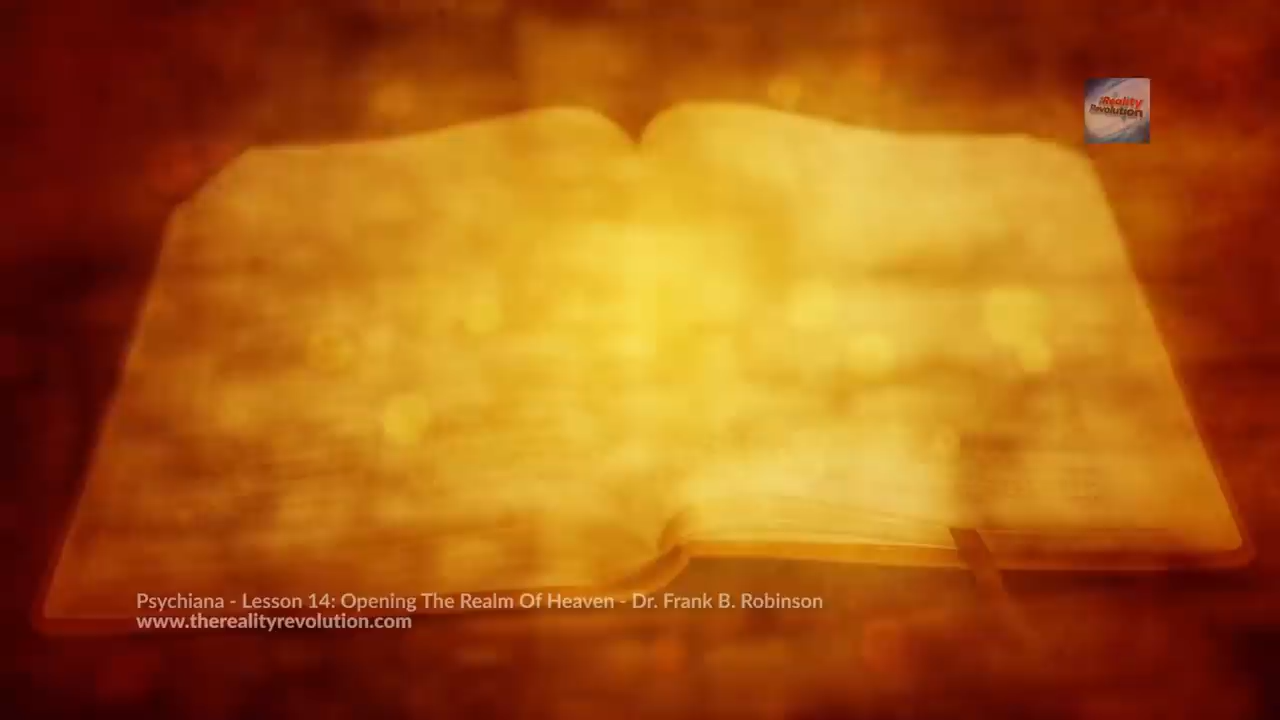 Reality
Revolution
Psychiana - Lesson 14: Opening The Realm Of Heaven - Dr. Frank B. Robinson
www.therealityrevolution.com